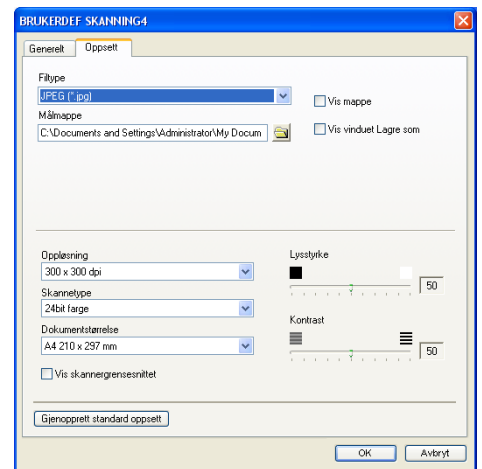 BRUKERDEF SKANNING4
Generelt Oppsett
Filtype
JPEG (*.jpg)
Vis mappe
Målmappe
C:\Documents and Settings\Administrator\My Docum
Vis vinduet Lagre som
Oppløsning
300 x 300 dpi
Skannetype
24bit farge
Dokumentstørrelse
A4 210 x 297 mm
Vis skannergrensesnittet
Lysstyrke
50
Kontrast
50
Gjenopprett standard oppsett
OK Avbryt